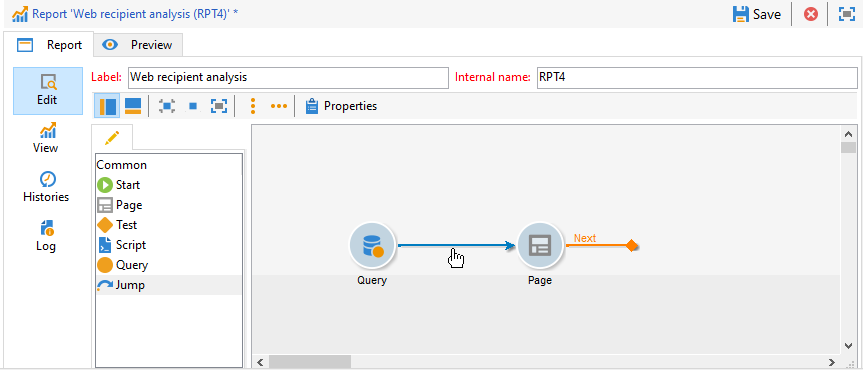 Report 'Web recipient analysis (RPT4)' *
Save
Report
Preview
Label: Web recipient analysis
Internal name: RPT4
Edit
Properties
View
Histories
Log
Common
Start
Page
Test
Script
Query
Jump
Next
Query
Page